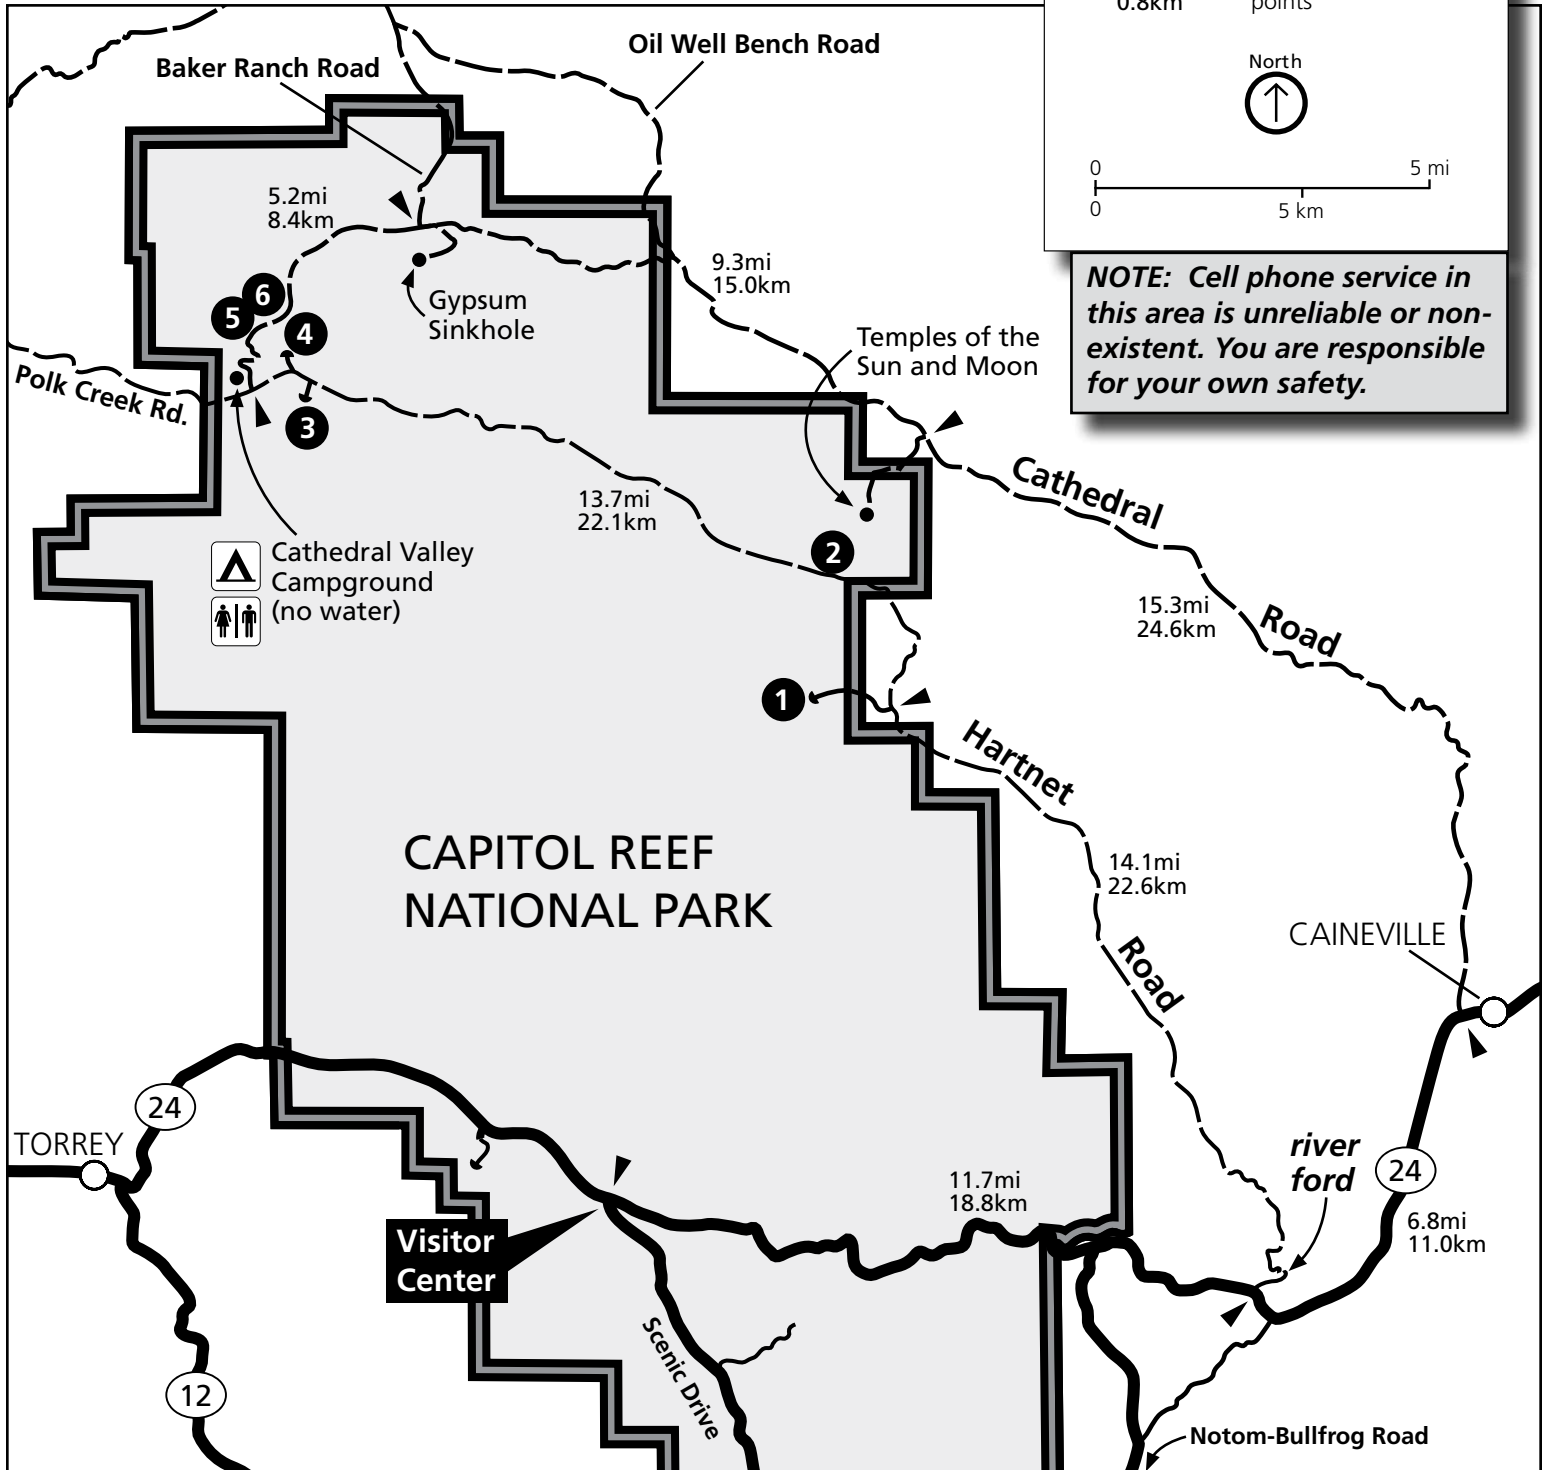 0.8km
points
Oil Well Bench Road
Baker Ranch Road
North
0
5 mi
0
5 km
5.2mi
8.4km
9.3mi
15.0km
NOTE: Cell phone service in
this area is unreliable or non-
existent. You are responsible
for your own safety.
6
5
4
Gypsum
Sinkhole
Temples of the
Sun and Moon
Polk Creek Rd.
3
Cathedral
Road
13.7mi
22.1km
2
Cathedral Valley
Campground
(no water)
15.3mi
24.6km
1
Hartnet
Road
CAPITOL REEF
NATIONAL PARK
14.1mi
22.6km
CAINEVILLE
24
TORREY
river
ford
24
11.7mi
18.8km
6.8mi
11.0km
Visitor
Center
Scenic Drive
12
Notom-Bullfrog Road